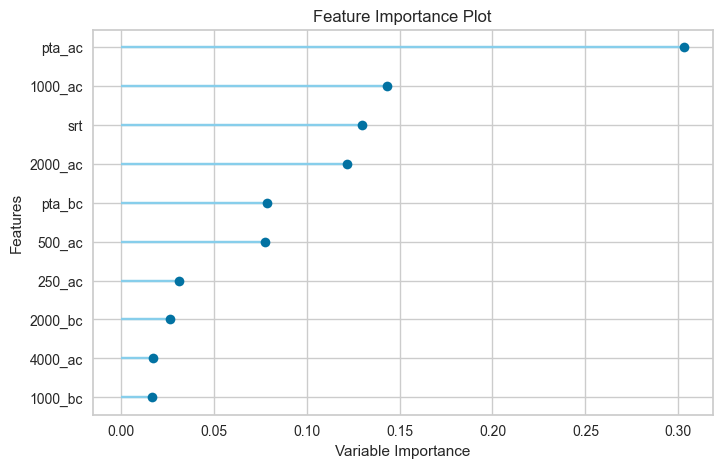 Feature Importance Plot
Features
pta_ac
1000_ac
srt
2000_ac
pta_bc
500_ac
250_ac
2000_bc
4000_ac
1000_bc
0.00 0.05 0.10 0.15 0.20 0.25 0.30
Variable Importance